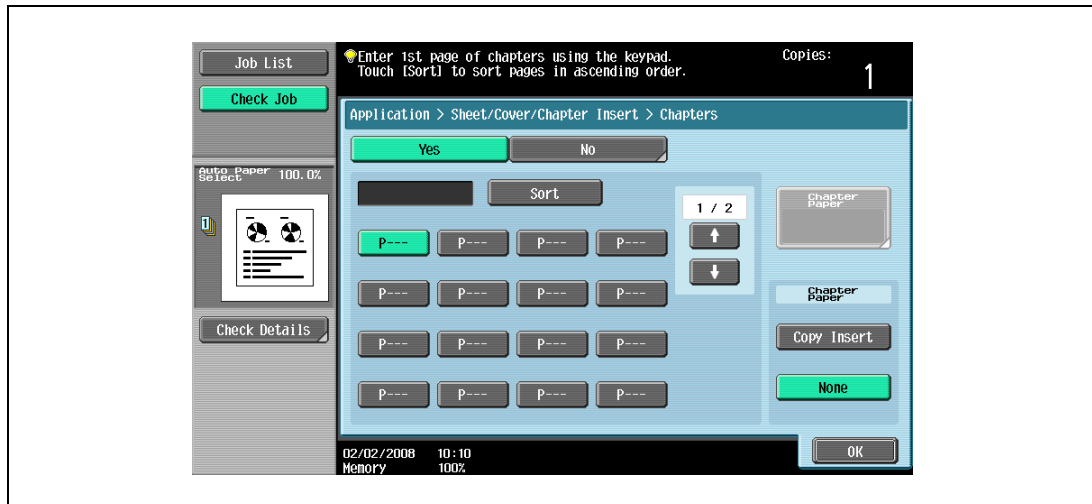 Job List
Check Job
Enter 1st page of chapters using the keypad.
Touch [Sort] to sort pages in ascending order.
Copies:
1
Application > Sheet/Cover/Chapter Insert > Chapters
Yes
No
Auto Paper
Select
100.0%
1
Sort
1 / 2
Chapter
Paper
P---
P---
P---
P---
P---
P---
P---
P---
Chapter
Paper
Check Details
P---
P---
P---
P---
Copy Insert
P---
P---
P---
P---
None
02/02/2008 10:10
Memory 100%
OK